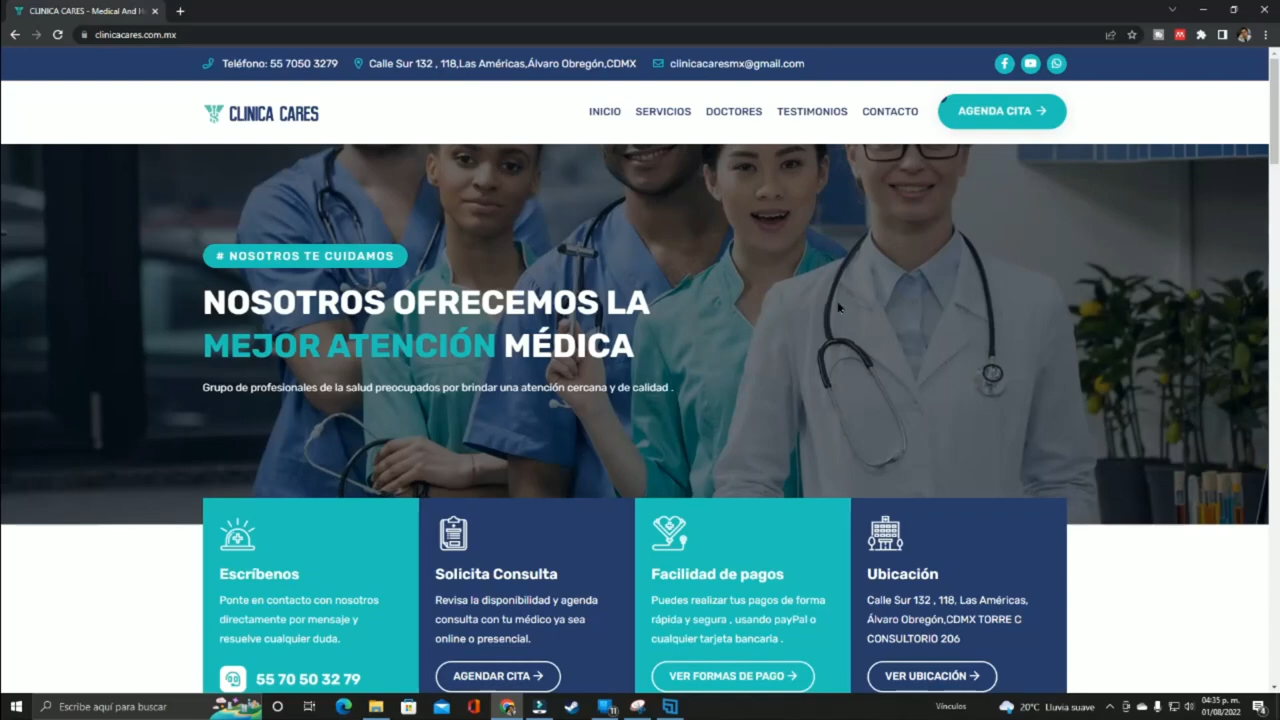 CLINICA CARES - Medical And He
clinicacares.com.mx
Teléfono: 55 7050 3279
Calle Sur 132 , 118,Las Américas,Álvaro Obregón,CDMX
clinicacaresmx@gmail.com
CLINICA CARES
INICIO
SERVICIOS
DOCTORES
TESTIMONIOS
CONTACTO
AGENDA CITA
# NOSOTROS TE CUIDAMOS
NOSOTROS OFRECEMOS LA
MEJOR ATENCIÓN MÉDICA
Grupo de profesionales de la salud preocupados por brindar una atención cercana y de calidad .
Escríbenos
Ponte en contacto con nosotros
directamente por mensaje y
resuelve cualquier duda.
55 70 50 32 79
Solicita Consulta
Revisa la disponibilidad y agenda
consulta con tu médico ya sea
online o presencial.
AGENDAR CITA
Facilidad de pagos
Puedes realizar tus pagos de forma
rápida y segura , usando payPal o
cualquier tarjeta bancaria .
VER FORMAS DE PAGO
Ubicación
Calle Sur 132 , 118, Las Américas,
Álvaro Obregón,CDMX TORRE C
CONSULTORIO 206
VER UBICACIÓN
Escribe aquí para buscar
Vínculos
20°C Lluvia suave
04:35 p. m.
01/08/2022